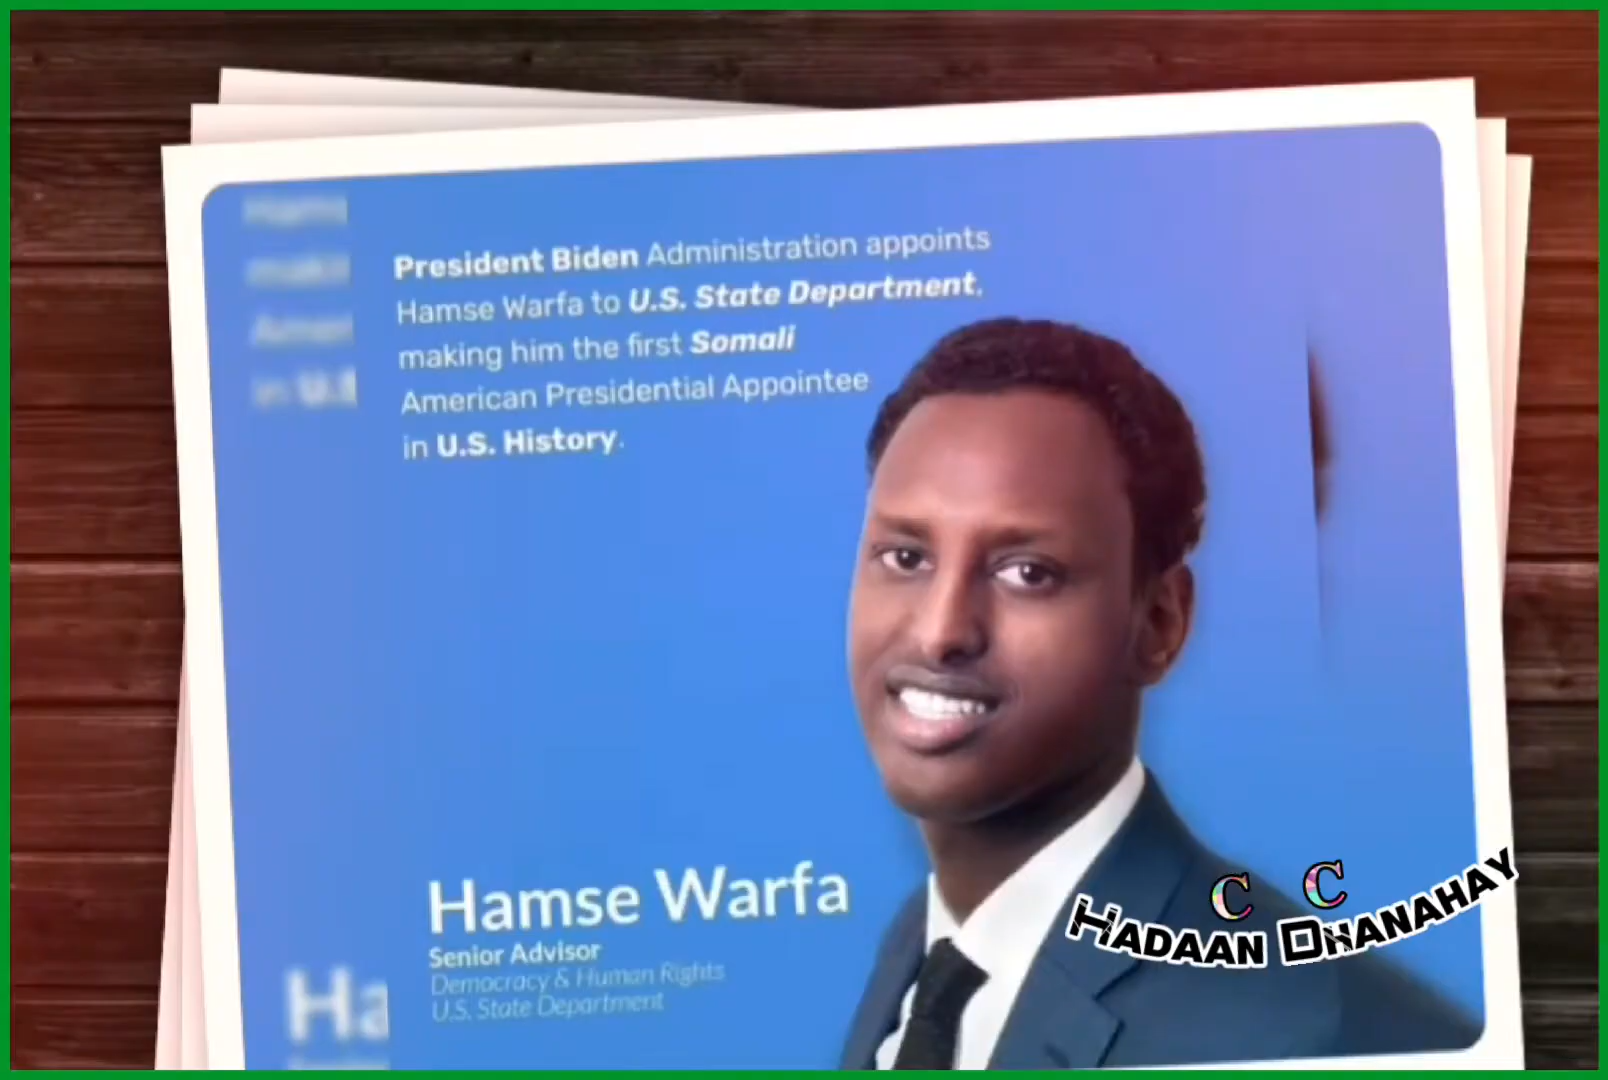 President Biden Administration appoints
Hamse Warfa to U.S. State Department,
making him the first Somali
American Presidential Appointee
in U.S. History.
Hamse Warfa
Senior Advisor
Democracy & Human Rights
U.S. State Department
Ha
C C
HADAAN DHANAHAY